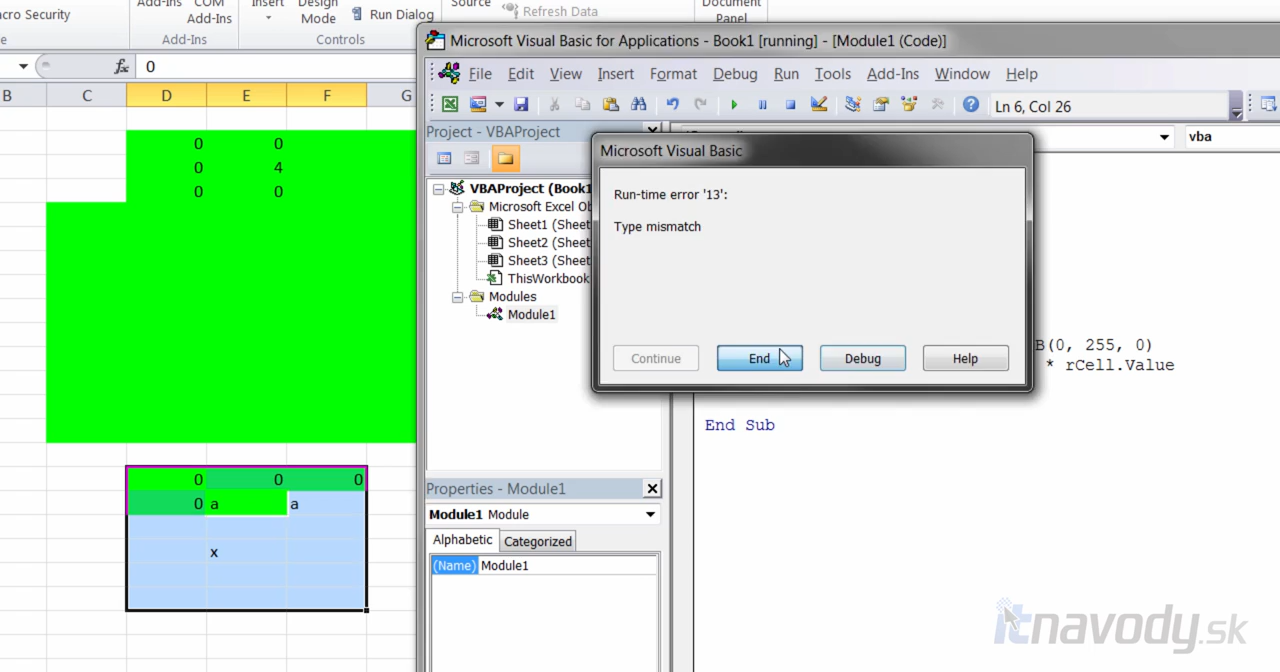 cro Security
Add-Ins
COM
Add-Ins
Add-Ins
Insert
Design
Mode
Run Dialog
Controls
Source
Refresh Data
Document
Panel
fx 0
B C D E F G
0 0
0 4
0 0
0 0 0
0 a a
x
Microsoft Visual Basic for Applications - Book1 [running] - [Module1 (Code)]
File Edit View Insert Format Debug Run Tools Add-Ins Window Help
Ln 6, Col 26
Project - VBAProject
vba
VBAProject (Book1
Microsoft Excel Ob
Sheet1 (Sheet
Sheet2 (Sheet
Sheet3 (Sheet
ThisWorkbook
Modules
Module1
Microsoft Visual Basic
Run-time error '13':
Type mismatch
Continue End Debug Help
B(0, 255, 0)
* rCell.Value
End Sub
Properties - Module1
Module1 Module
Alphabetic Categorized
(Name) Module1
itnavody.sk